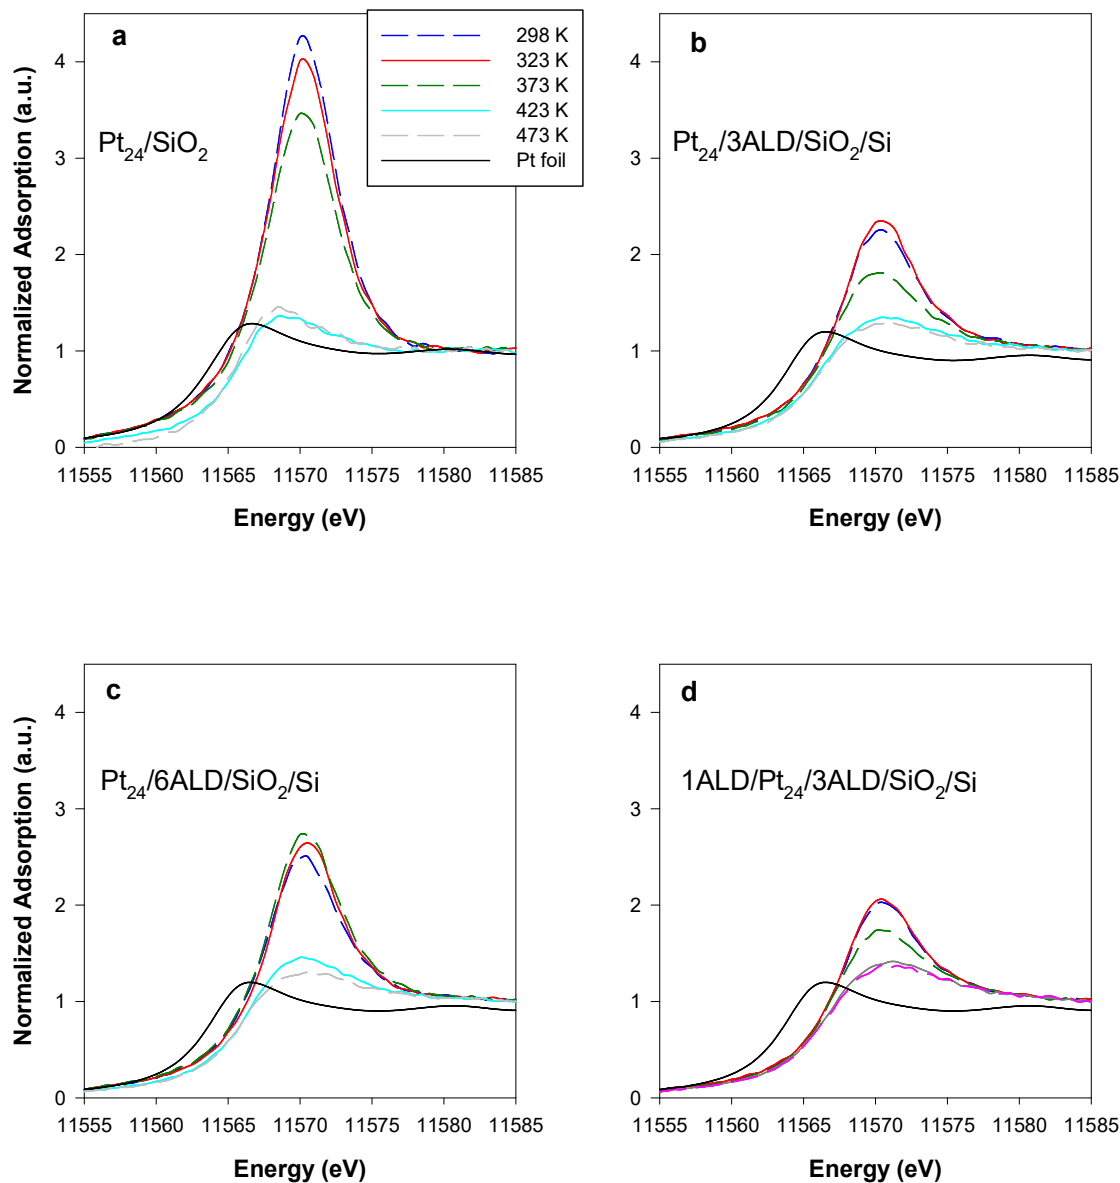 a
298 K
323 K
373 K
423 K
473 K
Pt foil
Pt24/SiO2
Normalized Adsorption (a.u.)
4
3
2
1
0
11555 11560 11565 11570 11575 11580 11585
Energy (eV)
b
Pt24/3ALD/SiO2/Si
4
3
2
1
0
11555 11560 11565 11570 11575 11580 11585
Energy (eV)
c
Pt24/6ALD/SiO2/Si
Normalized Adsorption (a.u.)
4
3
2
1
0
11555 11560 11565 11570 11575 11580 11585
Energy (eV)
d
1ALD/Pt24/3ALD/SiO2/Si
4
3
2
1
0
11555 11560 11565 11570 11575 11580 11585
Energy (eV)